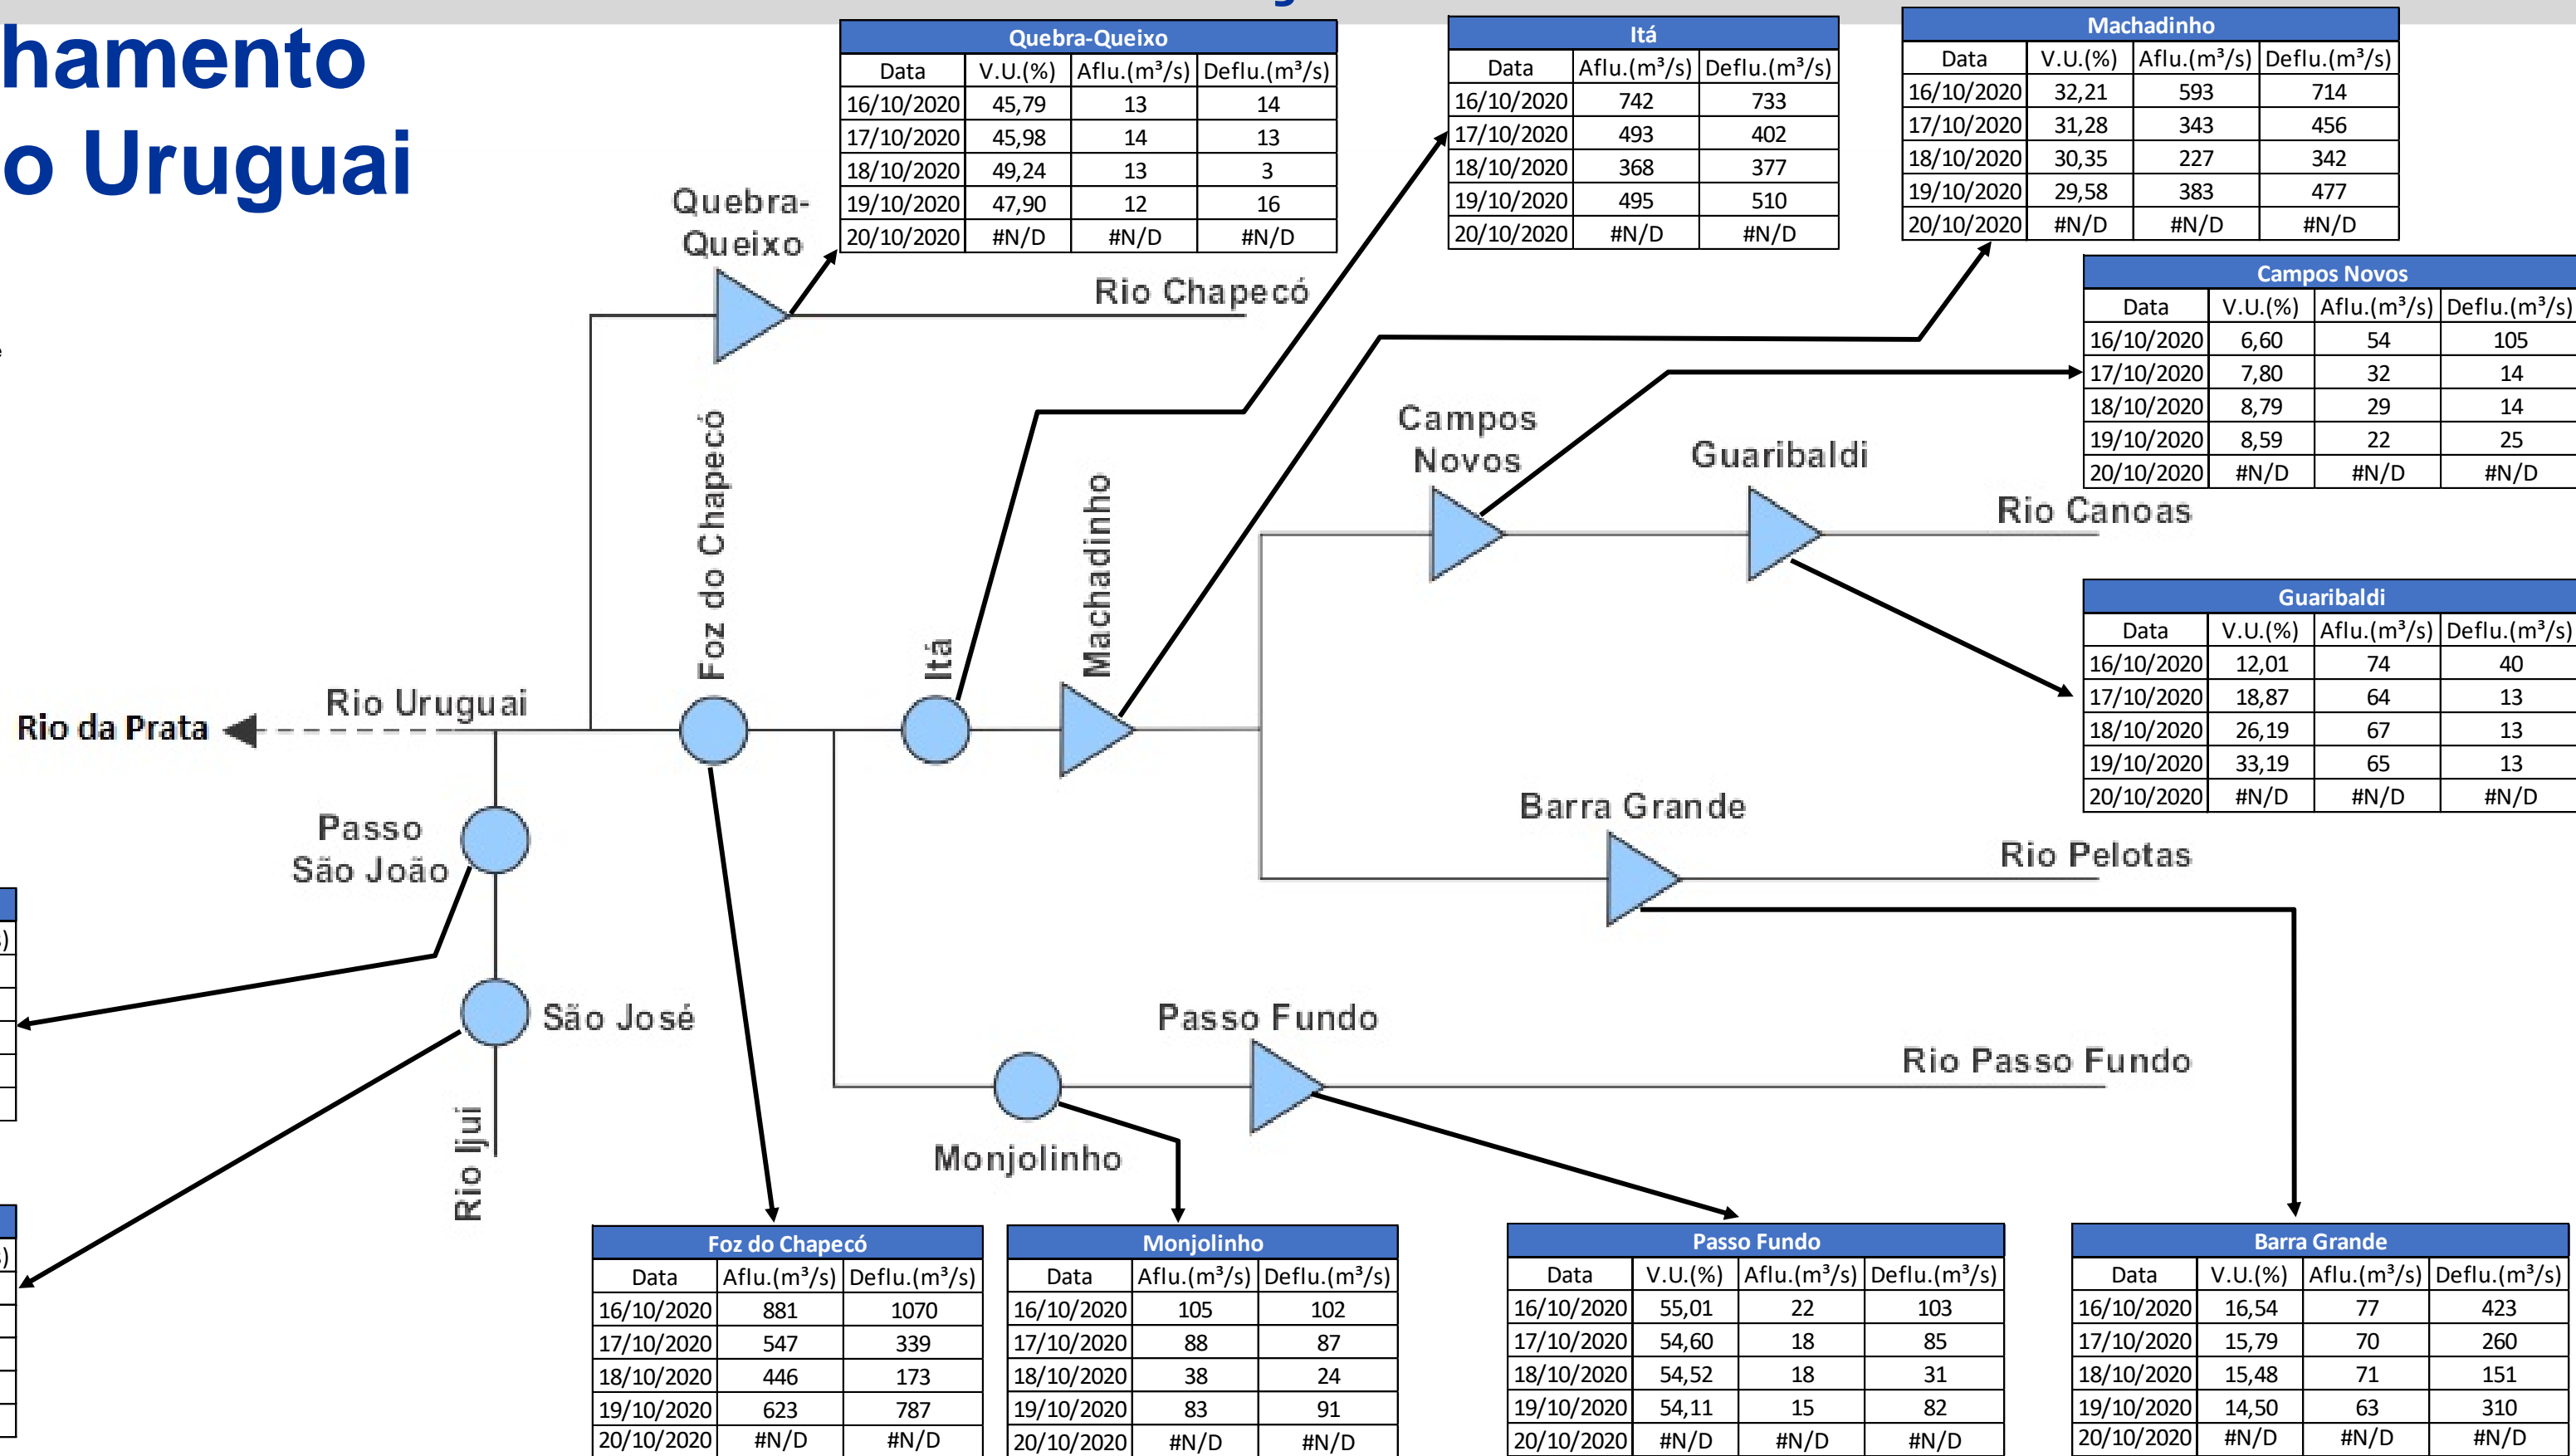 hamento
o Uruguai
Quebra-Queixo
Data V.U.(%) Aflu.(m³/s) Deflu.(m³/s)
16/10/2020 45,79 13 14
17/10/2020 45,98 14 13
18/10/2020 49,24 13 3
19/10/2020 47,90 12 16
20/10/2020 #N/D #N/D #N/D
Itá
Data Aflu.(m³/s) Deflu.(m³/s)
16/10/2020 742 733
17/10/2020 493 402
18/10/2020 368 377
19/10/2020 495 510
20/10/2020 #N/D #N/D
Machadinho
Data V.U.(%) Aflu.(m³/s) Deflu.(m³/s)
16/10/2020 32,21 593 714
17/10/2020 31,28 343 456
18/10/2020 30,35 227 342
19/10/2020 29,58 383 477
20/10/2020 #N/D #N/D #N/D
Campos Novos
Data V.U.(%) Aflu.(m³/s) Deflu.(m³/s)
16/10/2020 6,60 54 105
17/10/2020 7,80 32 14
18/10/2020 8,79 29 14
19/10/2020 8,59 22 25
20/10/2020 #N/D #N/D #N/D
Quebra-
Queixo
Rio Chapecó
Foz do Chapecó
Itá
Machadinho
Campos
Novos
Guaribaldi
Rio Canoas
Guaribaldi
Data V.U.(%) Aflu.(m³/s) Deflu.(m³/s)
16/10/2020 12,01 74 40
17/10/2020 18,87 64 13
18/10/2020 26,19 67 13
19/10/2020 33,19 65 13
20/10/2020 #N/D #N/D #N/D
Rio da Prata
Rio Uruguai
Passo
São João
São José
Rio Ijui
Barra Grande
Rio Pelotas
Passo Fundo
Rio Passo Fundo
Monjolinho
s)
s)
Foz do Chapecó
Data Aflu.(m³/s) Deflu.(m³/s)
16/10/2020 881 1070
17/10/2020 547 339
18/10/2020 446 173
19/10/2020 623 787
20/10/2020 #N/D #N/D
Monjolinho
Data Aflu.(m³/s) Deflu.(m³/s)
16/10/2020 105 102
17/10/2020 88 87
18/10/2020 38 24
19/10/2020 83 91
20/10/2020 #N/D #N/D
Passo Fundo
Data V.U.(%) Aflu.(m³/s) Deflu.(m³/s)
16/10/2020 55,01 22 103
17/10/2020 54,60 18 85
18/10/2020 54,52 18 31
19/10/2020 54,11 15 82
20/10/2020 #N/D #N/D #N/D
Barra Grande
Data V.U.(%) Aflu.(m³/s) Deflu.(m³/s)
16/10/2020 16,54 77 423
17/10/2020 15,79 70 260
18/10/2020 15,48 71 151
19/10/2020 14,50 63 310
20/10/2020 #N/D #N/D #N/D